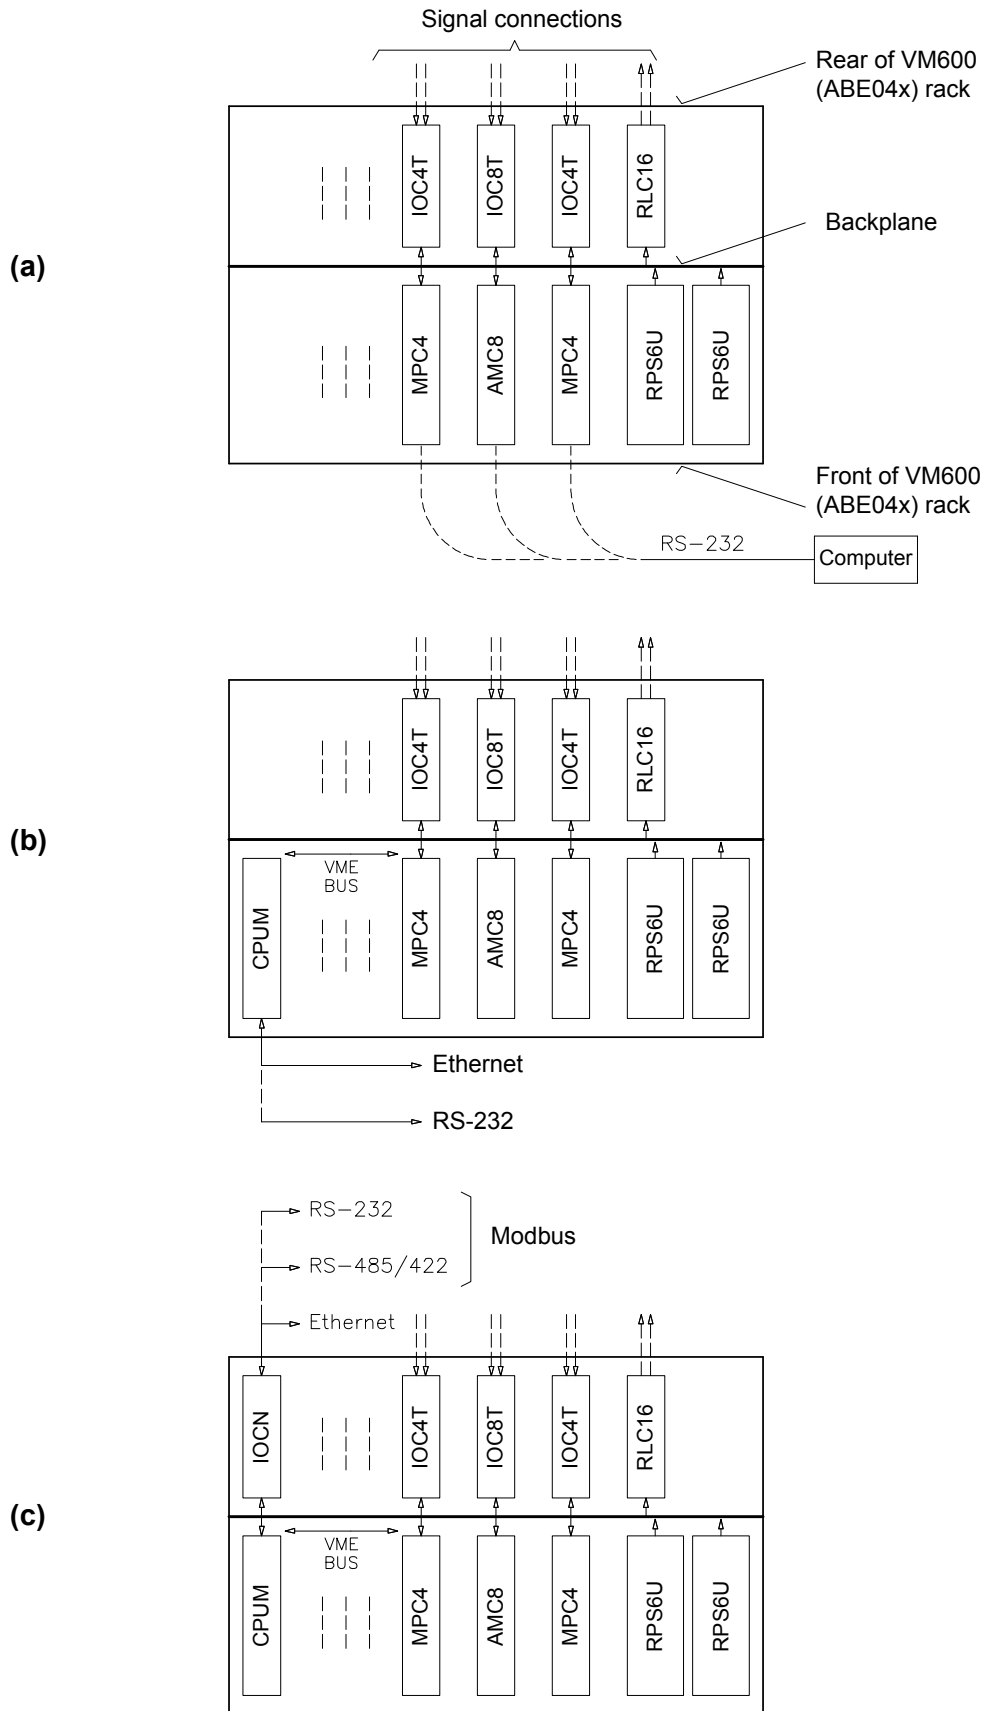 Signal connections
Rear of VM600
(ABE04x) rack
IOC4T
IOC8T
IOC4T
RLC16
Backplane
(a)
MPC4
AMC8
MPC4
RPS6U
RPS6U
Front of VM600
(ABE04x) rack
RS-232
Computer
IOC4T
IOC8T
IOC4T
RLC16
(b)
VME
BUS
CPUM
MPC4
AMC8
MPC4
RPS6U
RPS6U
Ethernet
RS-232
RS-232
Modbus
RS-485/422
Ethernet
IOCN
IOC4T
IOC8T
IOC4T
RLC16
(c)
VME
BUS
CPUM
MPC4
AMC8
MPC4
RPS6U
RPS6U